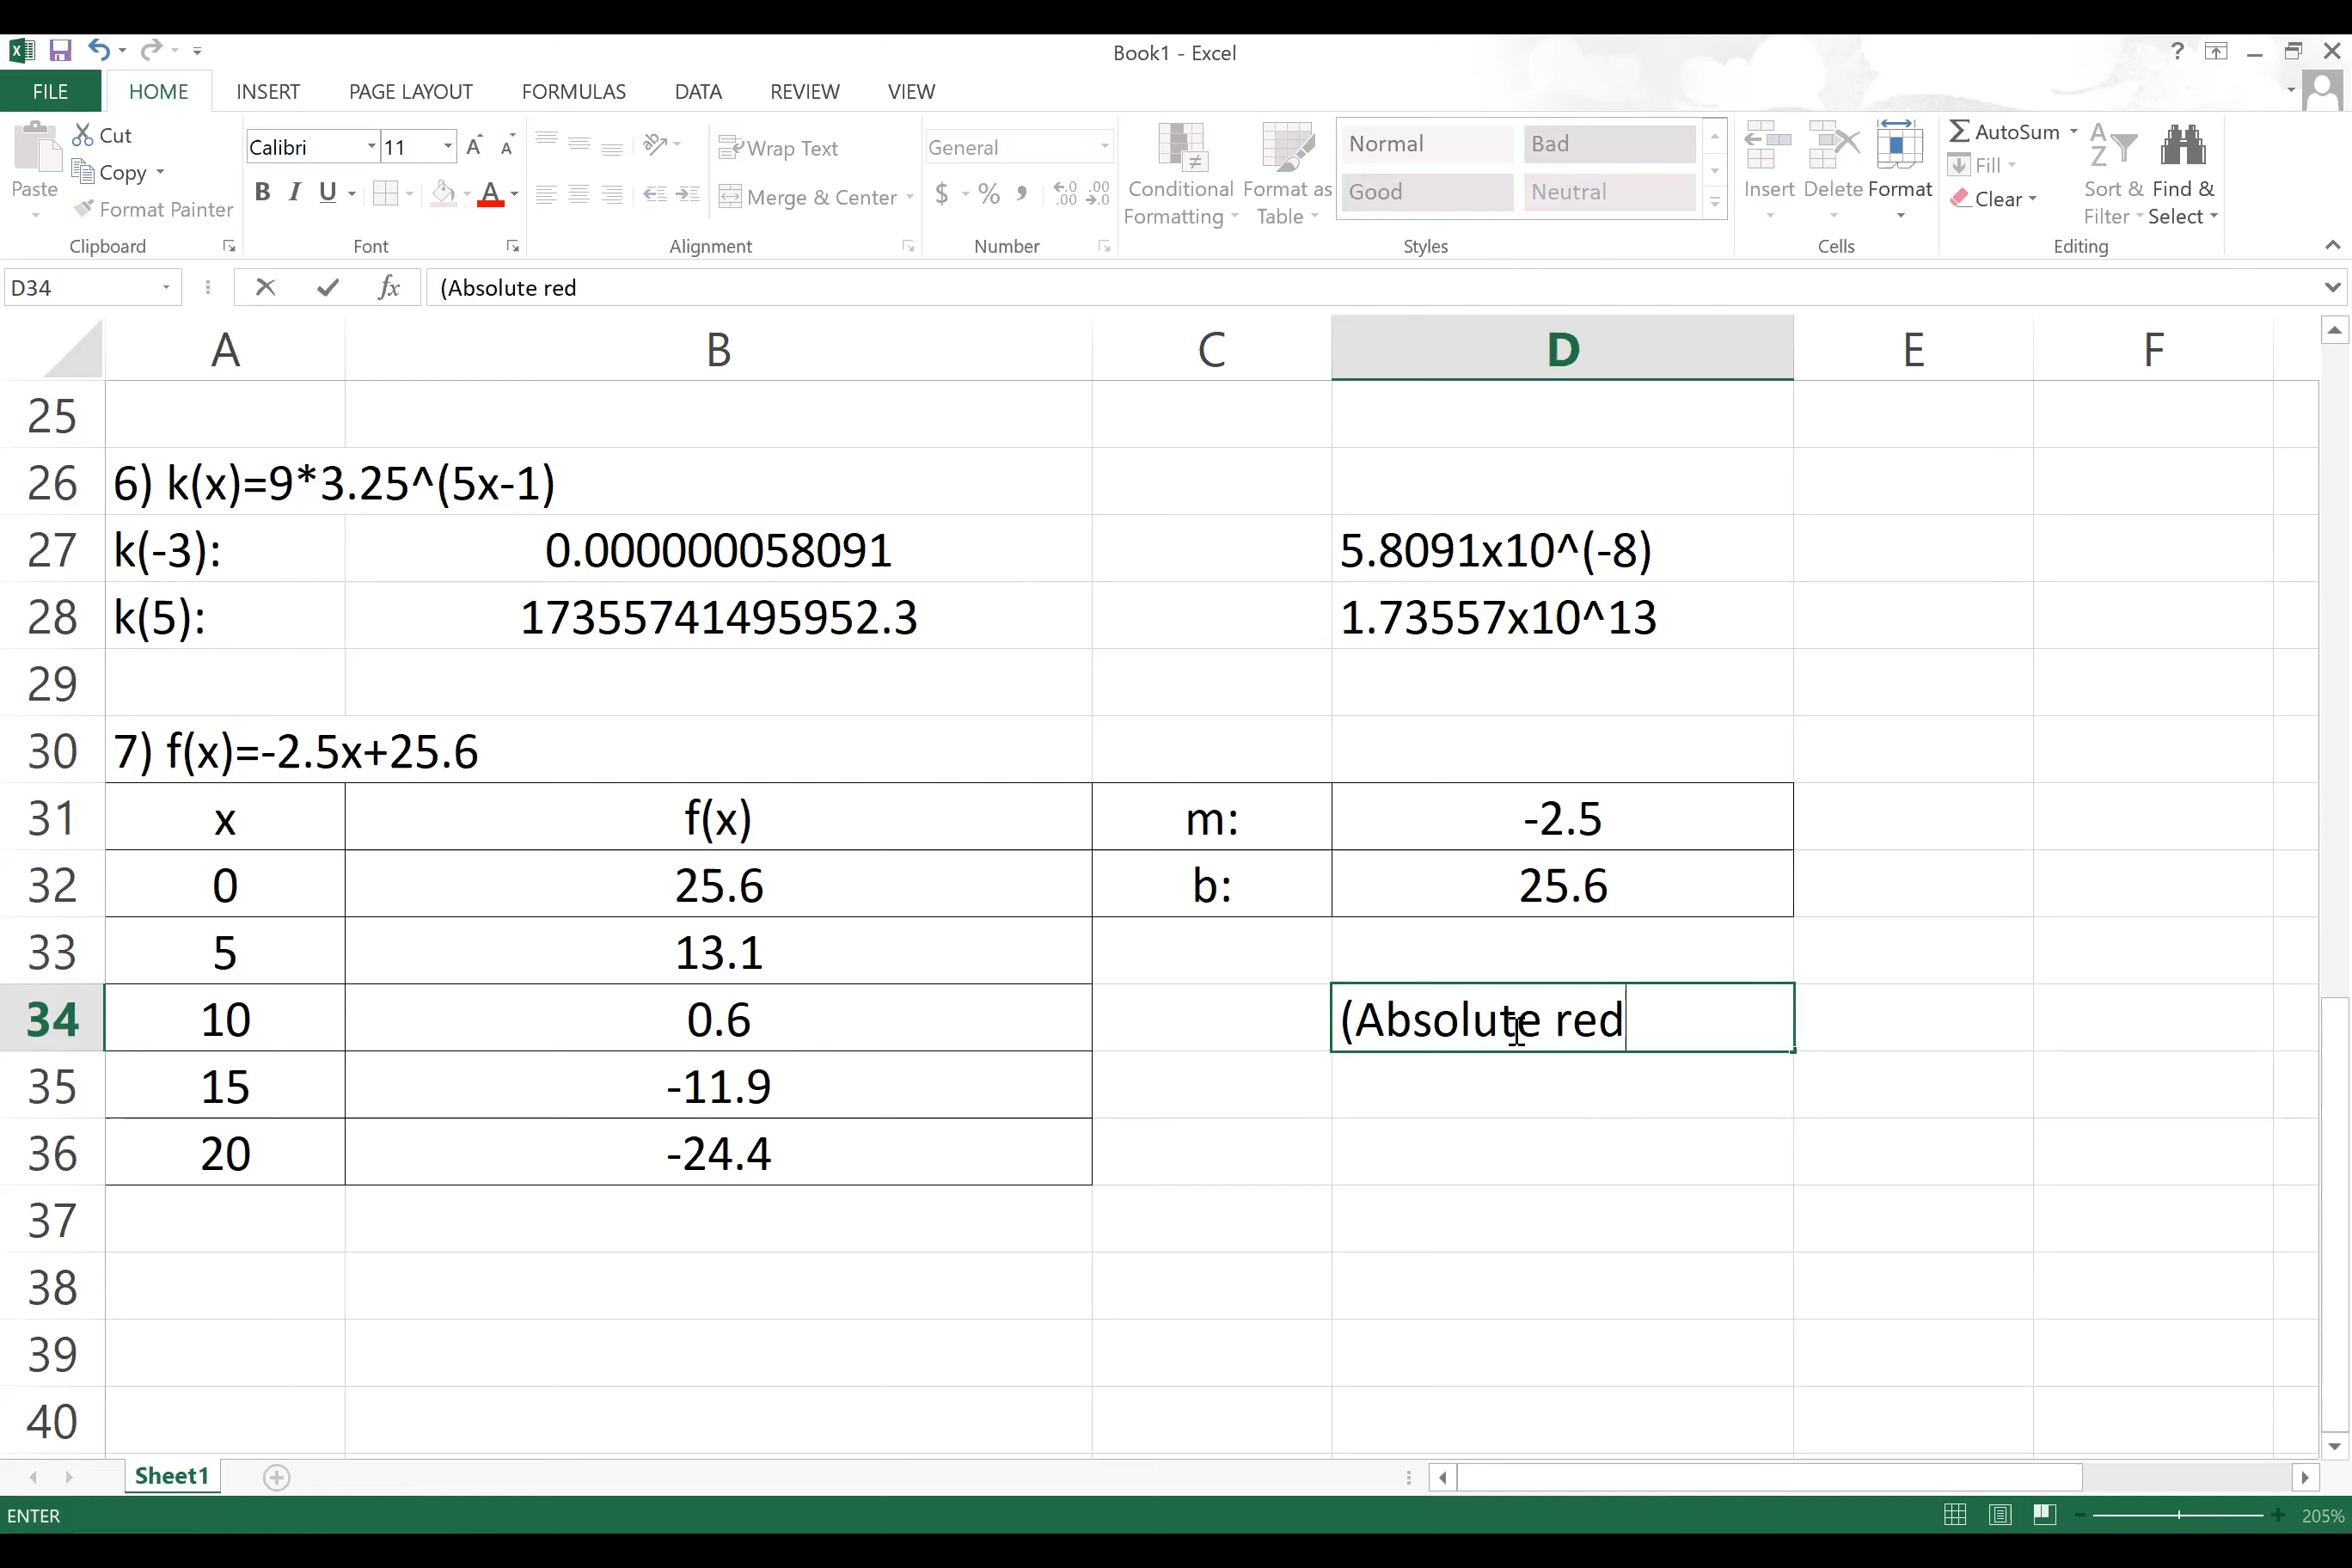 Book1 - Excel
FILE HOME INSERT PAGE LAYOUT FORMULAS DATA REVIEW VIEW
Paste
Cut
Copy
Format Painter
Clipboard
Calibri 11
B I U
Font
Wrap Text
Merge & Center
Alignment
General
$ % ,
Number
Conditional Formatting
Format as Table
Normal Bad
Good Neutral
Styles
Insert Delete Format
Cells
AutoSum
Fill
Clear
Sort & Filter
Find & Select
Editing
D34 fx (Absolute red
A B C D E F
25
26 6) k(x)=9*3.25^(5x-1)
27 k(-3): 0.000000058091 5.8091x10^(-8)
28 k(5): 17355741495952.3 1.73557x10^13
29
30 7) f(x)=-2.5x+25.6
31 x f(x) m: -2.5
32 0 25.6 b: 25.6
33 5 13.1
34 10 0.6 (Absolute red
35 15 -11.9
36 20 -24.4
37
38
39
40
Sheet1
ENTER 205%